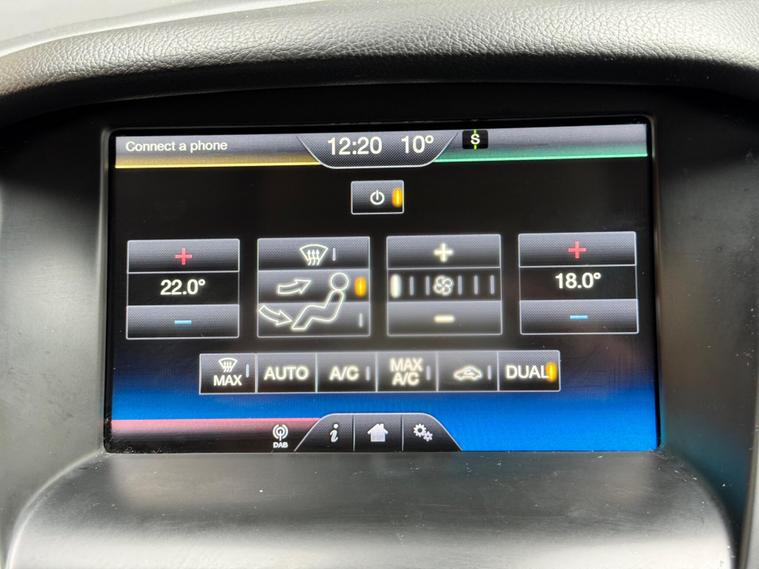 Connect a phone 12:20 10° S
22.0° 18.0°
MAX AUTO A/C MAX A/C DUAL
DAB i